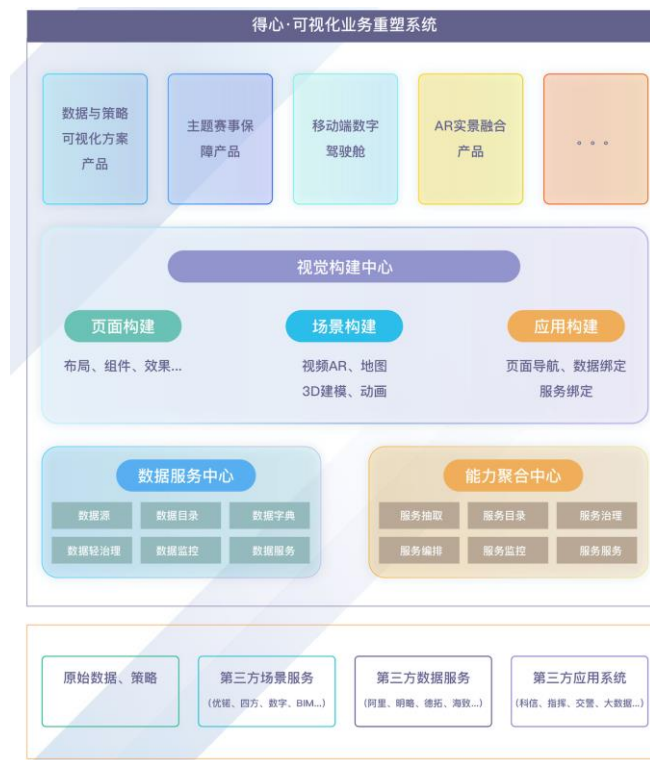 得心·可视化业务重塑系统
数据与策略
可视化方案
产品
主题赛事保
障产品
移动端数字
驾驶舱
AR实景融合
产品
。。。
视觉构建中心
页面构建
布局、组件、效果...
场景构建
视频AR、地图
3D建模、动画
应用构建
页面导航、数据绑定
服务绑定
数据服务中心
数据源
数据目录
数据字典
数据轻治理
数据监控
数据服务
能力聚合中心
服务抽取
服务目录
服务治理
服务编排
服务监控
服务服务
原始数据、策略
第三方场景服务
(优锘、四方、数字、BIM...)
第三方数据服务
(阿里、明略、德拓、海致...)
第三方应用系统
(科信、指挥、交警、大数据...)